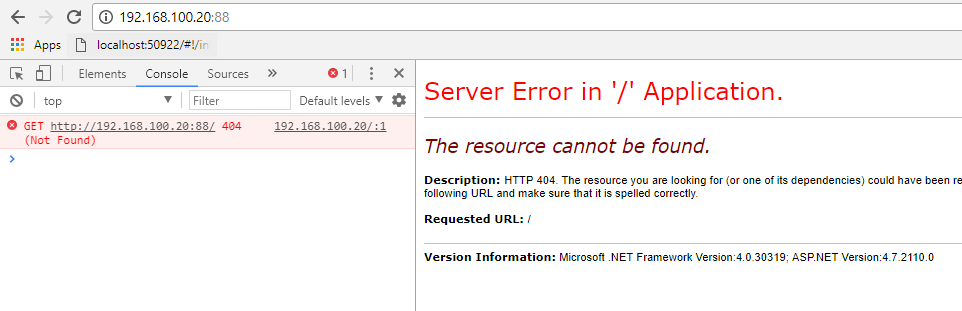 192.168.100.20:88
Apps localhost:50922/#!/in
Elements Console Sources » 1
top Filter Default levels
GET http://192.168.100.20:88/ 404 192.168.100.20/:1
(Not Found)
Server Error in '/' Application.
The resource cannot be found.
Description: HTTP 404. The resource you are looking for (or one of its dependencies) could have been re
following URL and make sure that it is spelled correctly.
Requested URL: /
Version Information: Microsoft .NET Framework Version:4.0.30319; ASP.NET Version:4.7.2110.0